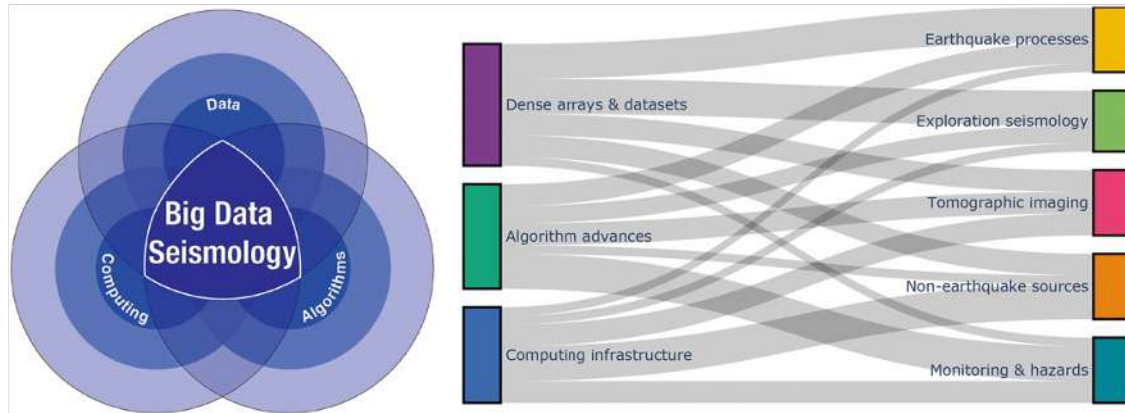 Data
Big Data
Seismology
Computing
Algorithms
Dense arrays & datasets
Algorithm advances
Computing infrastructure
Earthquake processes
Exploration seismology
Tomographic imaging
Non-earthquake sources
Monitoring & hazards